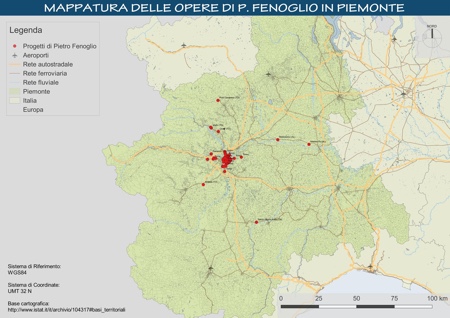 MAPPATURA DELLE OPERE DI P. FENOGLIO IN PIEMONTE
Legenda
Progetti di Pietro Fenoglio
Aeroporti
Rete autostradale
Rete ferroviaria
Rete fluviale
Piemonte
Italia
Europa
Sistema di Riferimento:
WGS84
Sistema di Coordinate:
UMT 32 N
Base cartografica:
http://www.istat.it/it/archivio/104317#basi_territoriali
0 25 50 75 100 km